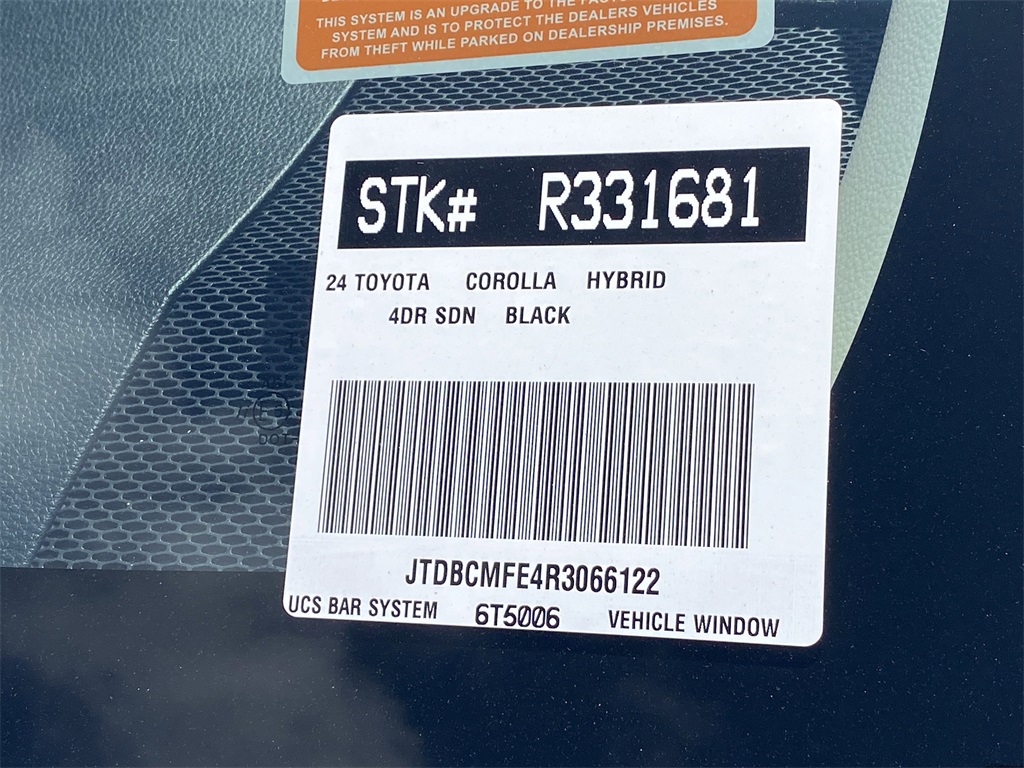 THIS SYSTEM IS AN UPGRADE TO THE
SYSTEM AND IS TO PROTECT THE DEALERS VEHICLES
FROM THEFT WHILE PARKED ON DEALERSHIP PREMISES.
STK# R331681
24 TOYOTA COROLLA HYBRID
4DR SDN BLACK
DOT
JTDBCMFE4R3066122
UCS BAR SYSTEM 6T5006 VEHICLE WINDOW